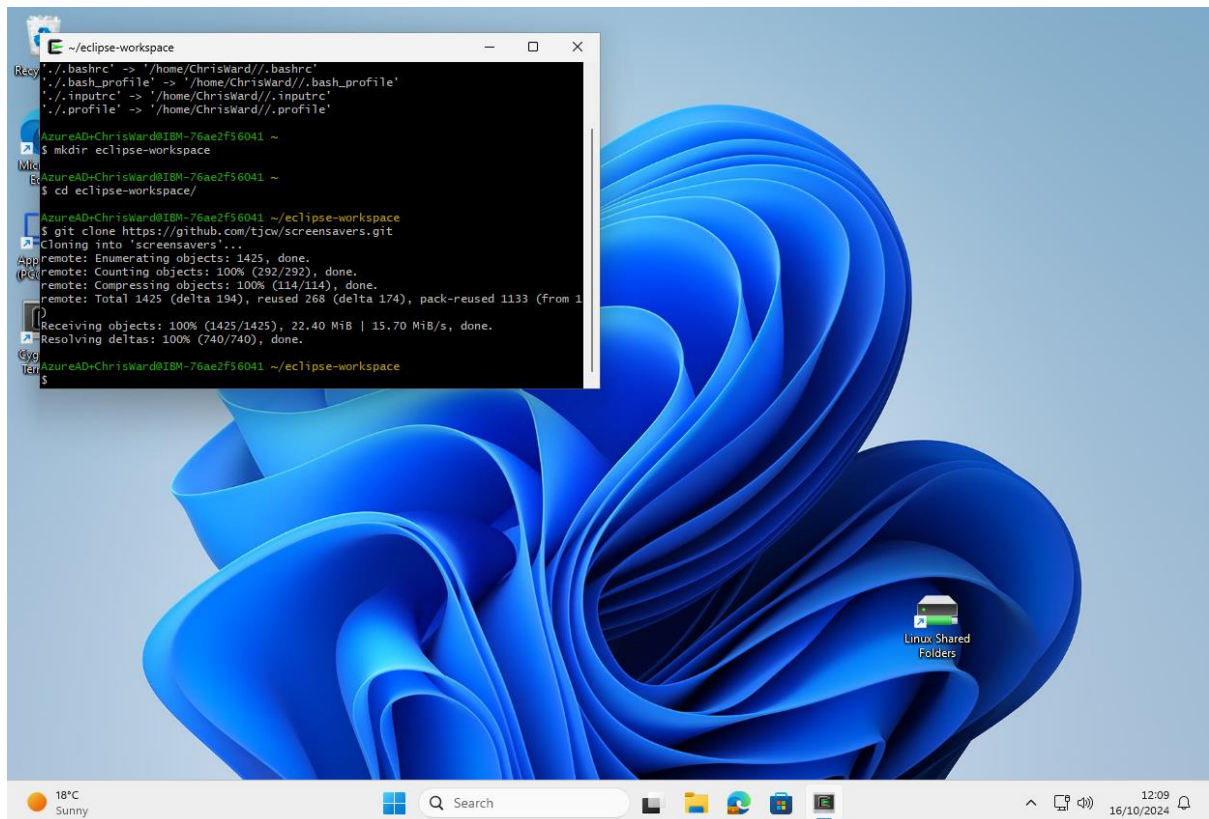 ~/eclipse-workspace
'./.bashrc' -> '/home/ChrisWard//.bashrc'
'./.bash_profile' -> '/home/ChrisWard//.bash_profile'
'./.inputrc' -> '/home/ChrisWard//.inputrc'
'./.profile' -> '/home/ChrisWard//.profile'
AzureAD+ChrisWard@IBM-76ae2f56041 ~
$ mkdir eclipse-workspace
AzureAD+ChrisWard@IBM-76ae2f56041 ~
$ cd eclipse-workspace/
AzureAD+ChrisWard@IBM-76ae2f56041 ~/eclipse-workspace
$ git clone https://github.com/tjcw/screensavers.git
Cloning into 'screensavers'...
remote: Enumerating objects: 1425, done.
remote: Counting objects: 100% (292/292), done.
remote: Compressing objects: 100% (114/114), done.
remote: Total 1425 (delta 194), reused 268 (delta 174), pack-reused 1133 (from 1
)
Receiving objects: 100% (1425/1425), 22.40 MiB | 15.70 MiB/s, done.
Resolving deltas: 100% (740/740), done.
AzureAD+ChrisWard@IBM-76ae2f56041 ~/eclipse-workspace
$
Linux Shared
Folders
18°C
Sunny
Search
12:09
16/10/2024